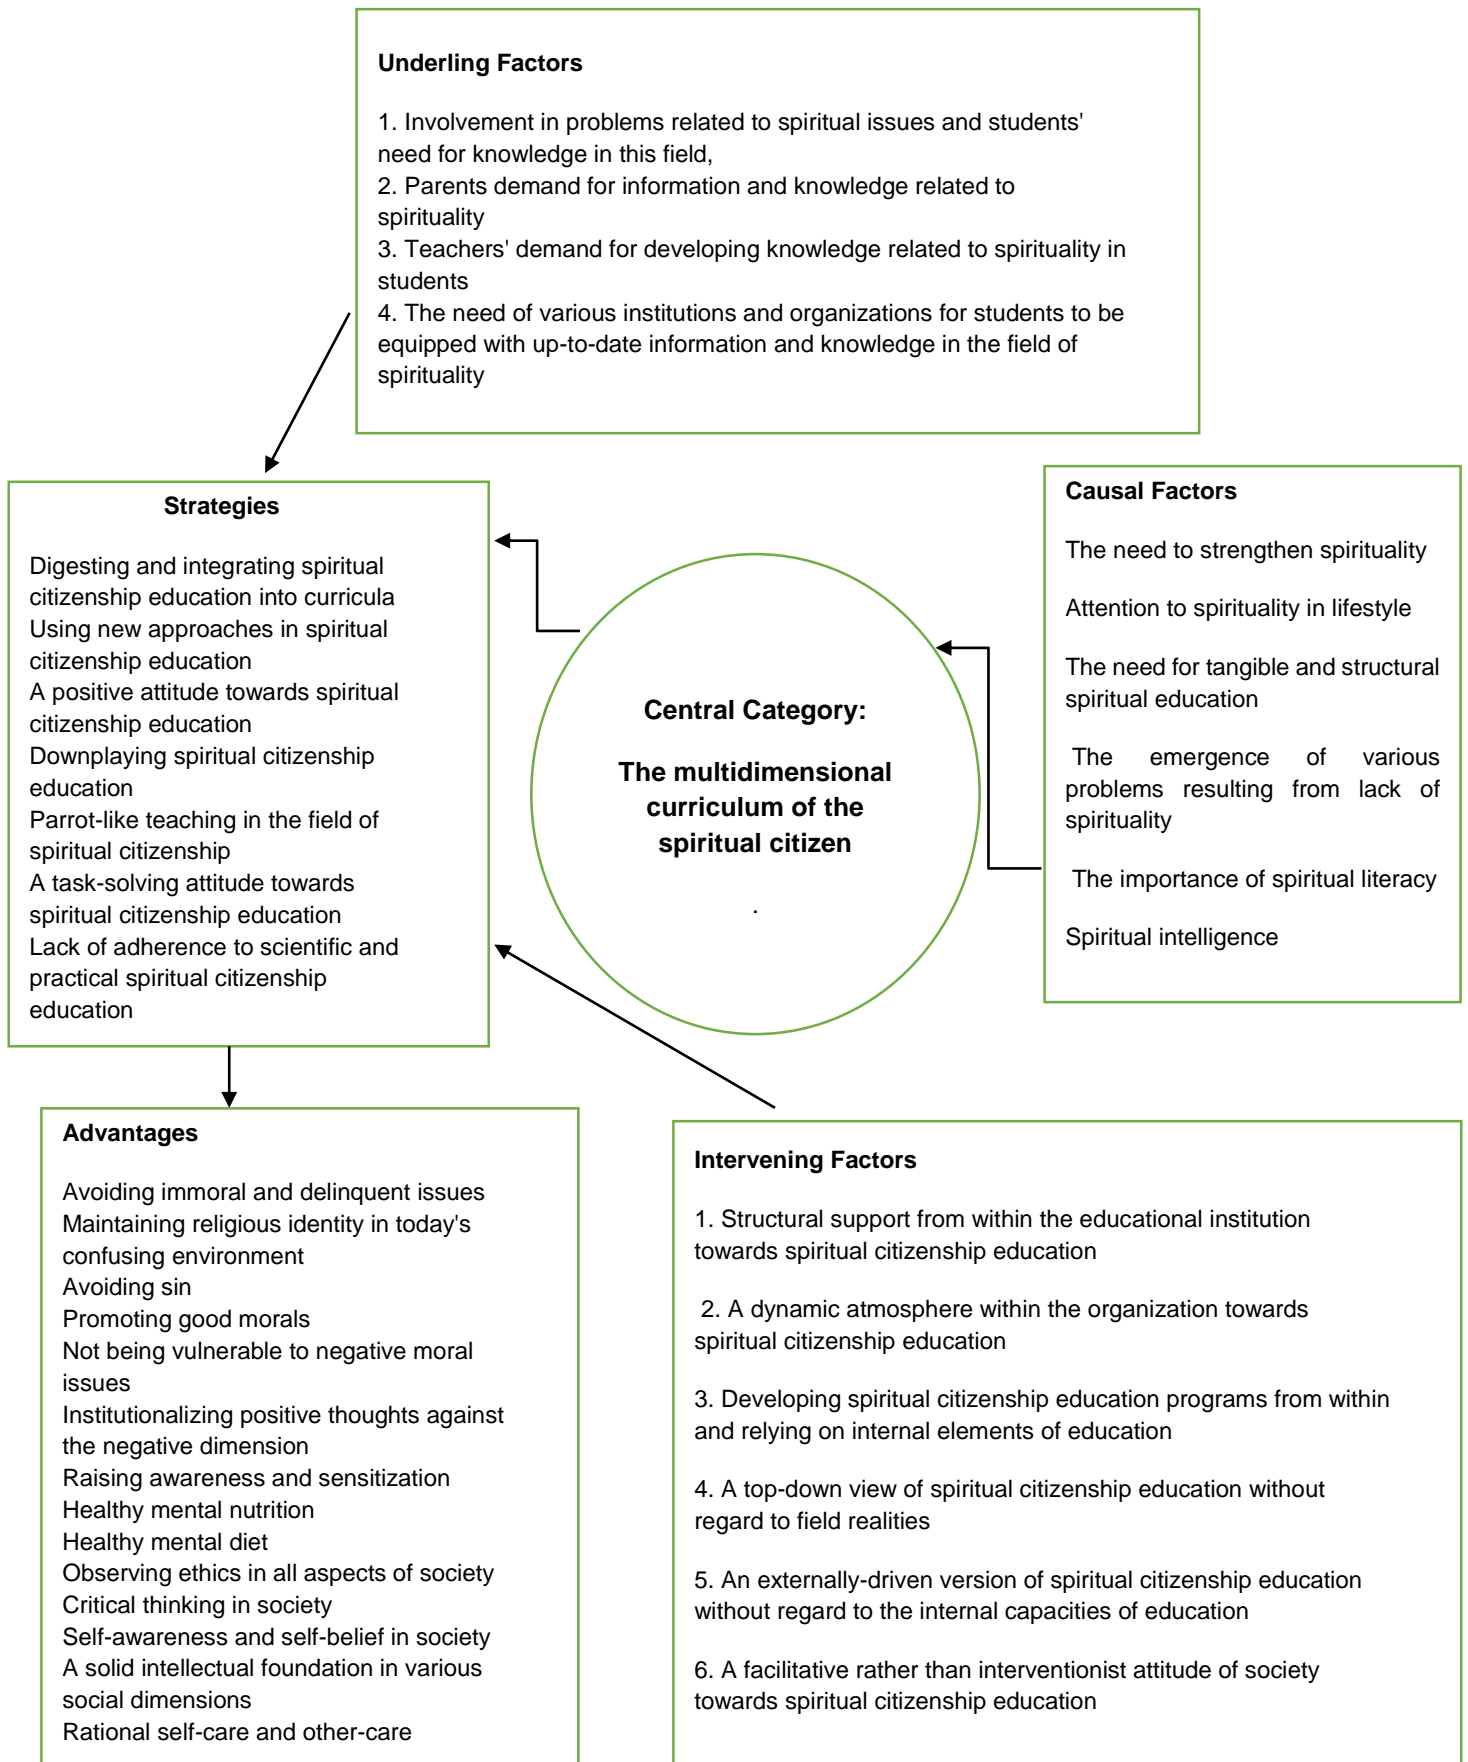 Underling Factors
1. Involvement in problems related to spiritual issues and students'
need for knowledge in this field,
2. Parents demand for information and knowledge related to
spirituality
3. Teachers' demand for developing knowledge related to spirituality in
students
4. The need of various institutions and organizations for students to be
equipped with up-to-date information and knowledge in the field of
spirituality
Strategies
Digesting and integrating spiritual
citizenship education into curricula
Using new approaches in spiritual
citizenship education
A positive attitude towards spiritual
citizenship education
Downplaying spiritual citizenship
education
Parrot-like teaching in the field of
spiritual citizenship
A task-solving attitude towards
spiritual citizenship education
Lack of adherence to scientific and
practical spiritual citizenship
education
Central Category:
The multidimensional
curriculum of the
spiritual citizen
.
Causal Factors
The need to strengthen spirituality
Attention to spirituality in lifestyle
The need for tangible and structural
spiritual education
The emergence of various
problems resulting from lack of
spirituality
The importance of spiritual literacy
Spiritual intelligence
Advantages
Avoiding immoral and delinquent issues
Maintaining religious identity in today's
confusing environment
Avoiding sin
Promoting good morals
Not being vulnerable to negative moral
issues
Institutionalizing positive thoughts against
the negative dimension
Raising awareness and sensitization
Healthy mental nutrition
Healthy mental diet
Observing ethics in all aspects of society
Critical thinking in society
Self-awareness and self-belief in society
A solid intellectual foundation in various
social dimensions
Rational self-care and other-care
Intervening Factors
1. Structural support from within the educational institution
towards spiritual citizenship education
2. A dynamic atmosphere within the organization towards
spiritual citizenship education
3. Developing spiritual citizenship education programs from within
and relying on internal elements of education
4. A top-down view of spiritual citizenship education without
regard to field realities
5. An externally-driven version of spiritual citizenship education
without regard to the internal capacities of education
6. A facilitative rather than interventionist attitude of society
towards spiritual citizenship education